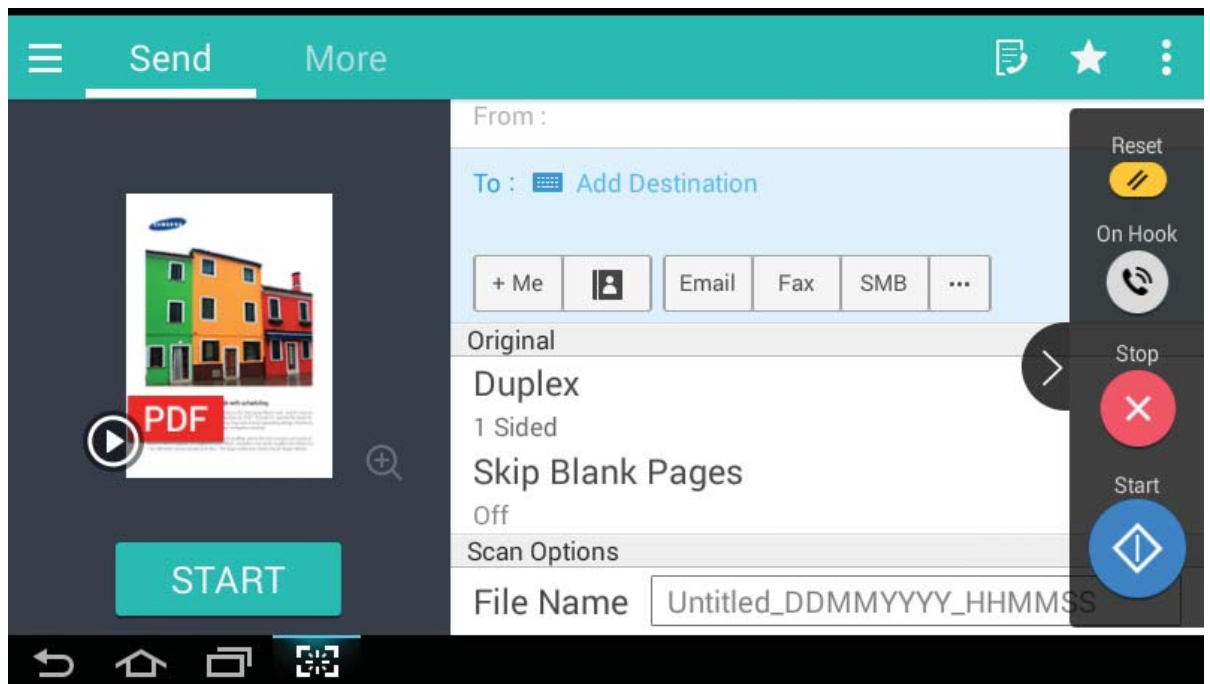 Send More
From :
To : Add Destination
+ Me Email Fax SMB ...
Original
Duplex
1 Sided
Skip Blank Pages
Off
Scan Options
File Name Untitled_DDMMYYYY_HHMMSS
SAMSUNG
PDF
START
Reset
On Hook
Stop
Start